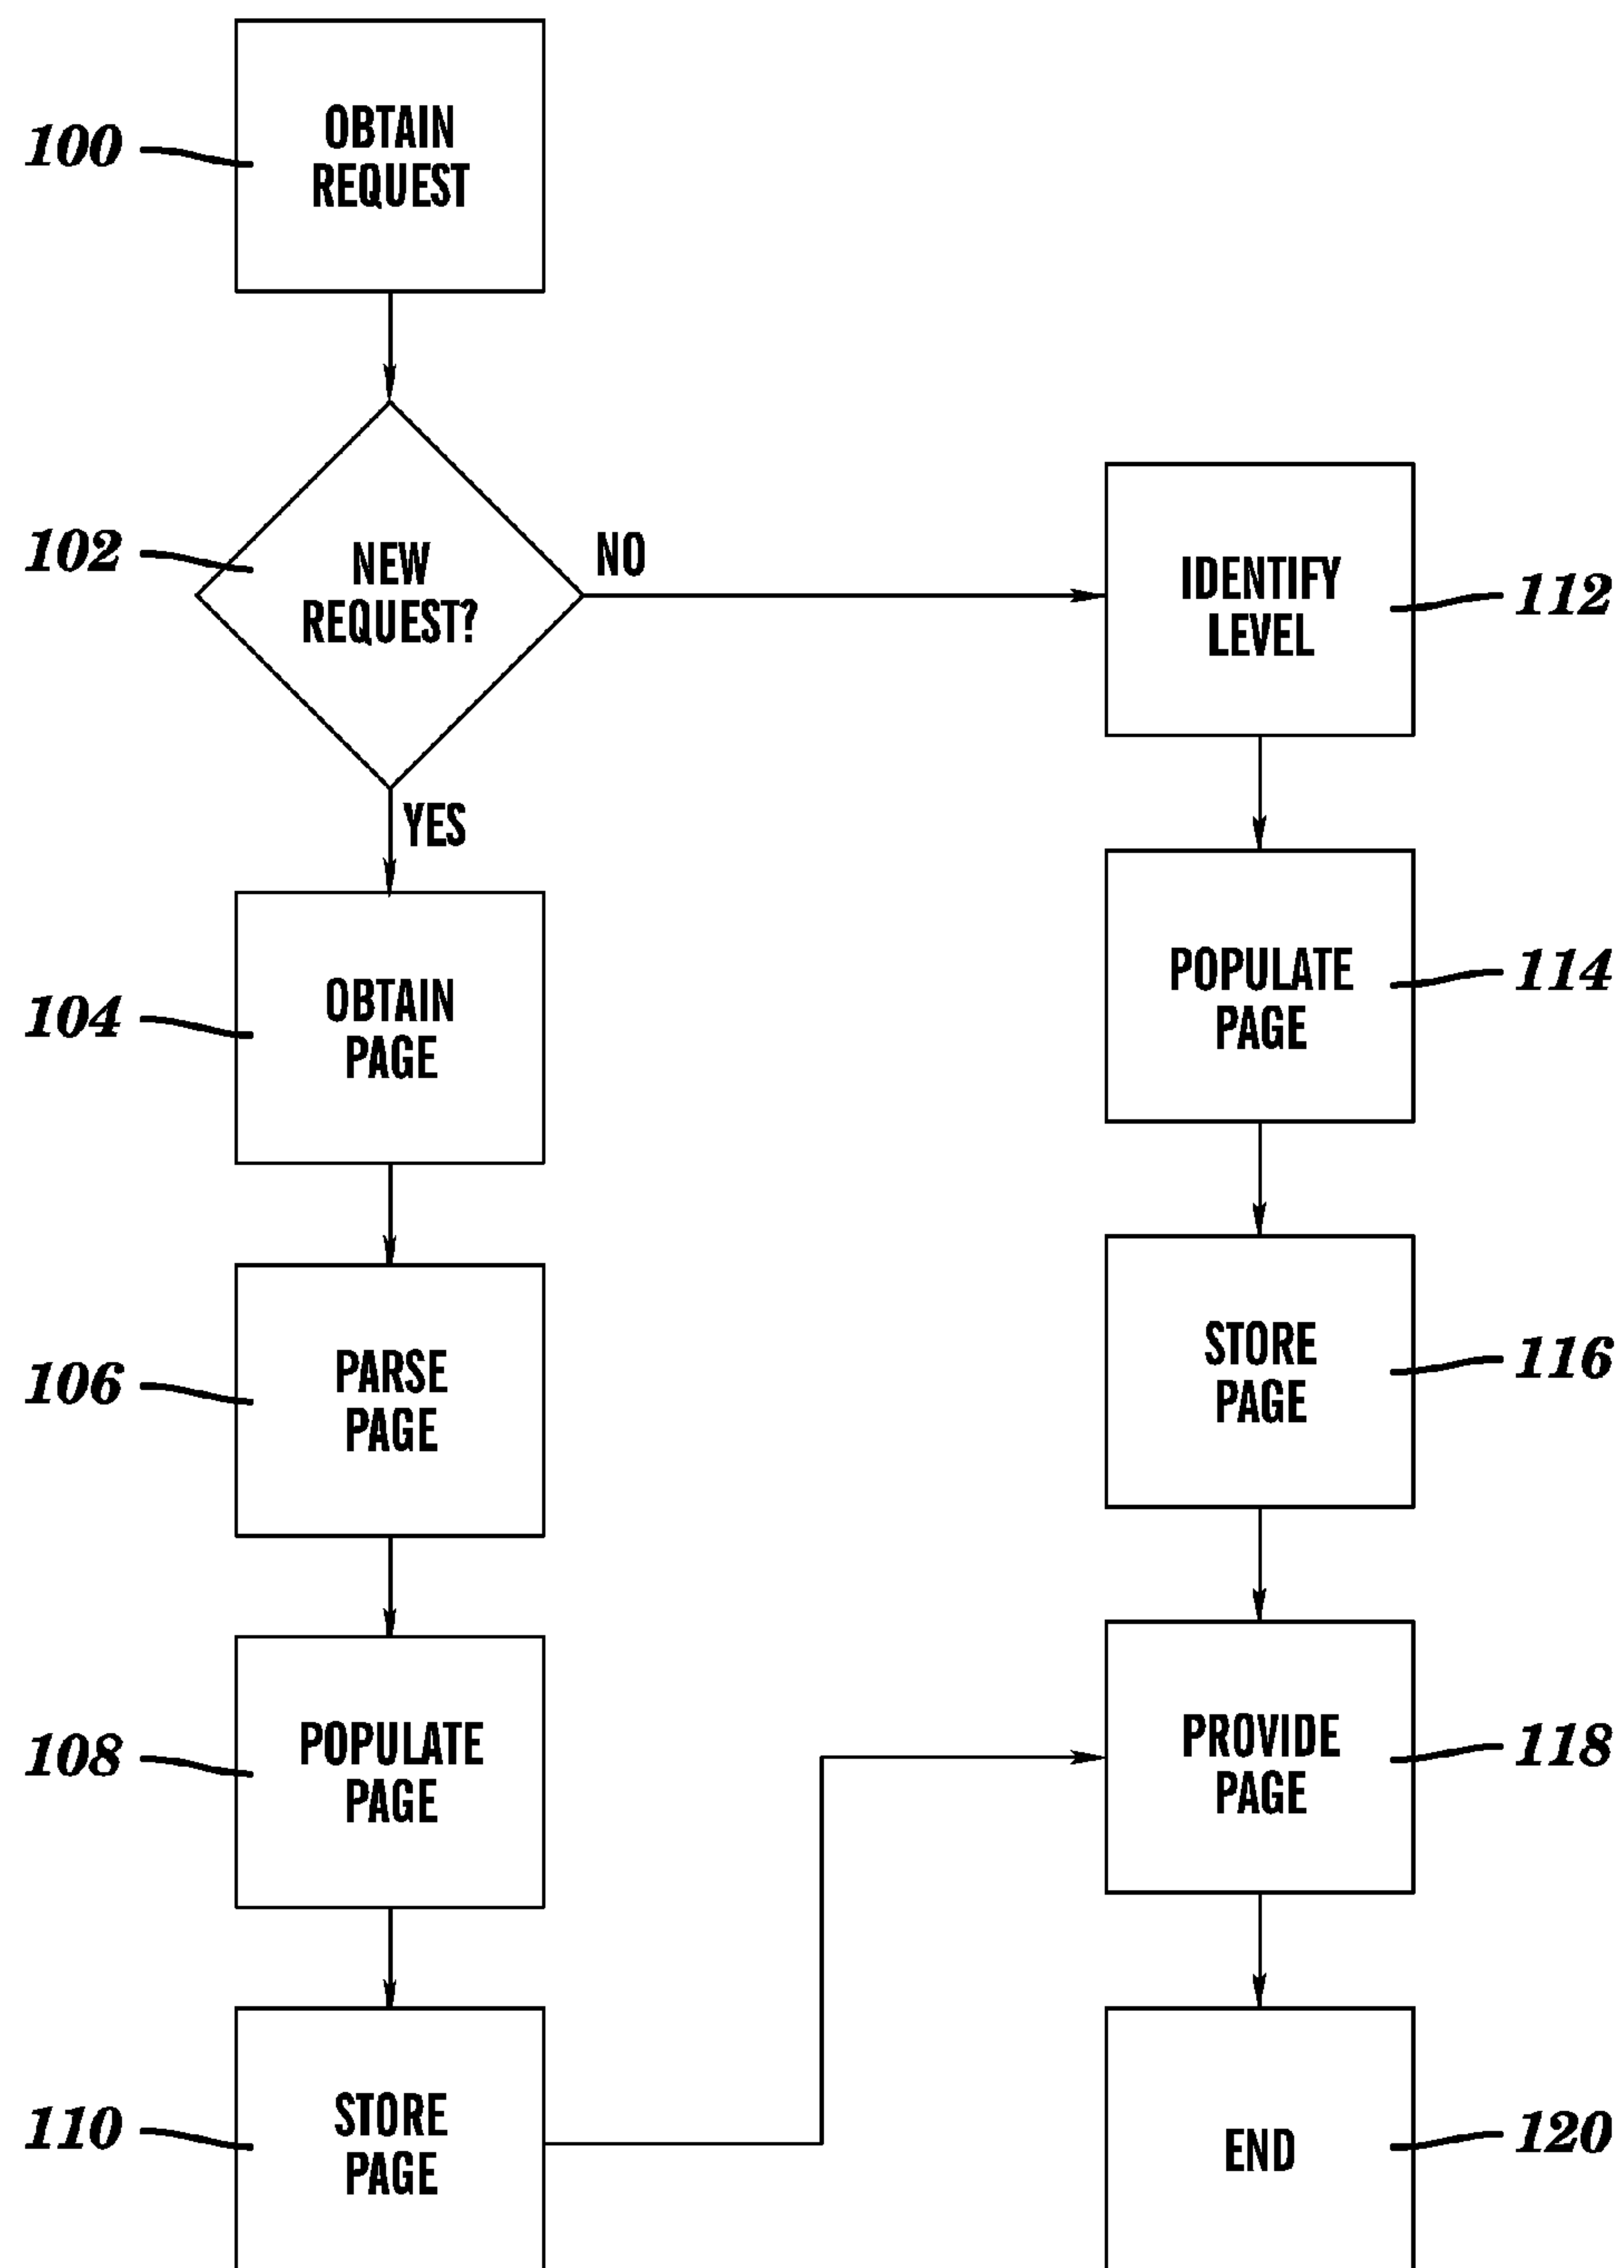 100
OBTAIN
REQUEST
102
NEW
REQUEST?
NO
YES
104
OBTAIN
PAGE
106
PARSE
PAGE
108
POPULATE
PAGE
110
STORE
PAGE
IDENTIFY
LEVEL
112
POPULATE
PAGE
114
STORE
PAGE
116
PROVIDE
PAGE
118
END
120